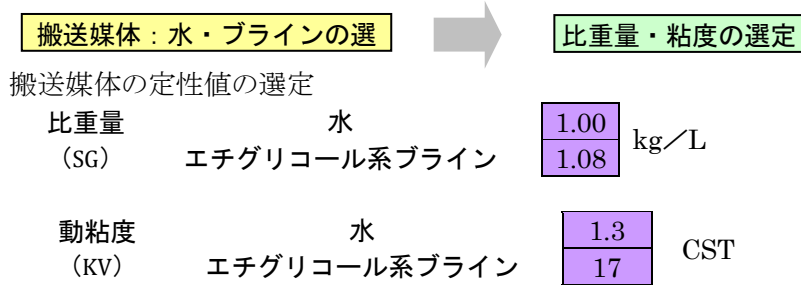 搬送媒体：水・ブラインの選
比重量・粘度の選定
搬送媒体の定性値の選定
比重量 水 1.00
（SG） エチグリコール系ブライン 1.08
kg／L
動粘度 水 1.3
（KV） エチグリコール系ブライン 17
CST